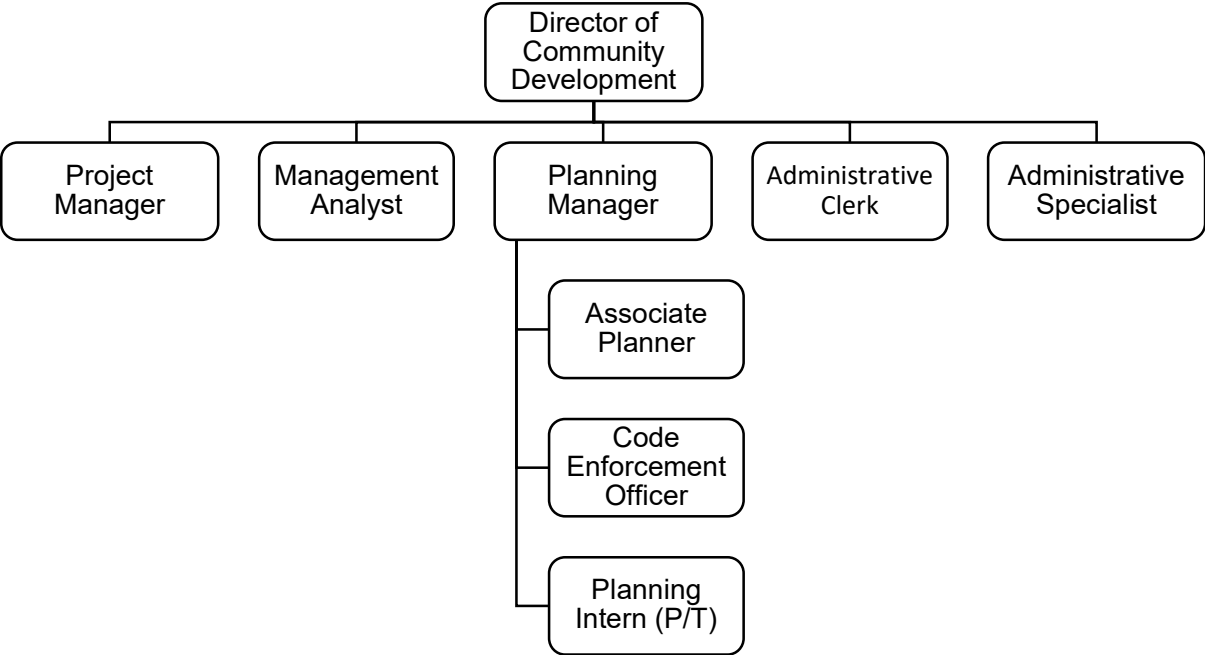 Director of
Community
Development
Project
Manager
Management
Analyst
Planning
Manager
Administrative
Clerk
Administrative
Specialist
Associate
Planner
Code
Enforcement
Officer
Planning
Intern (P/T)